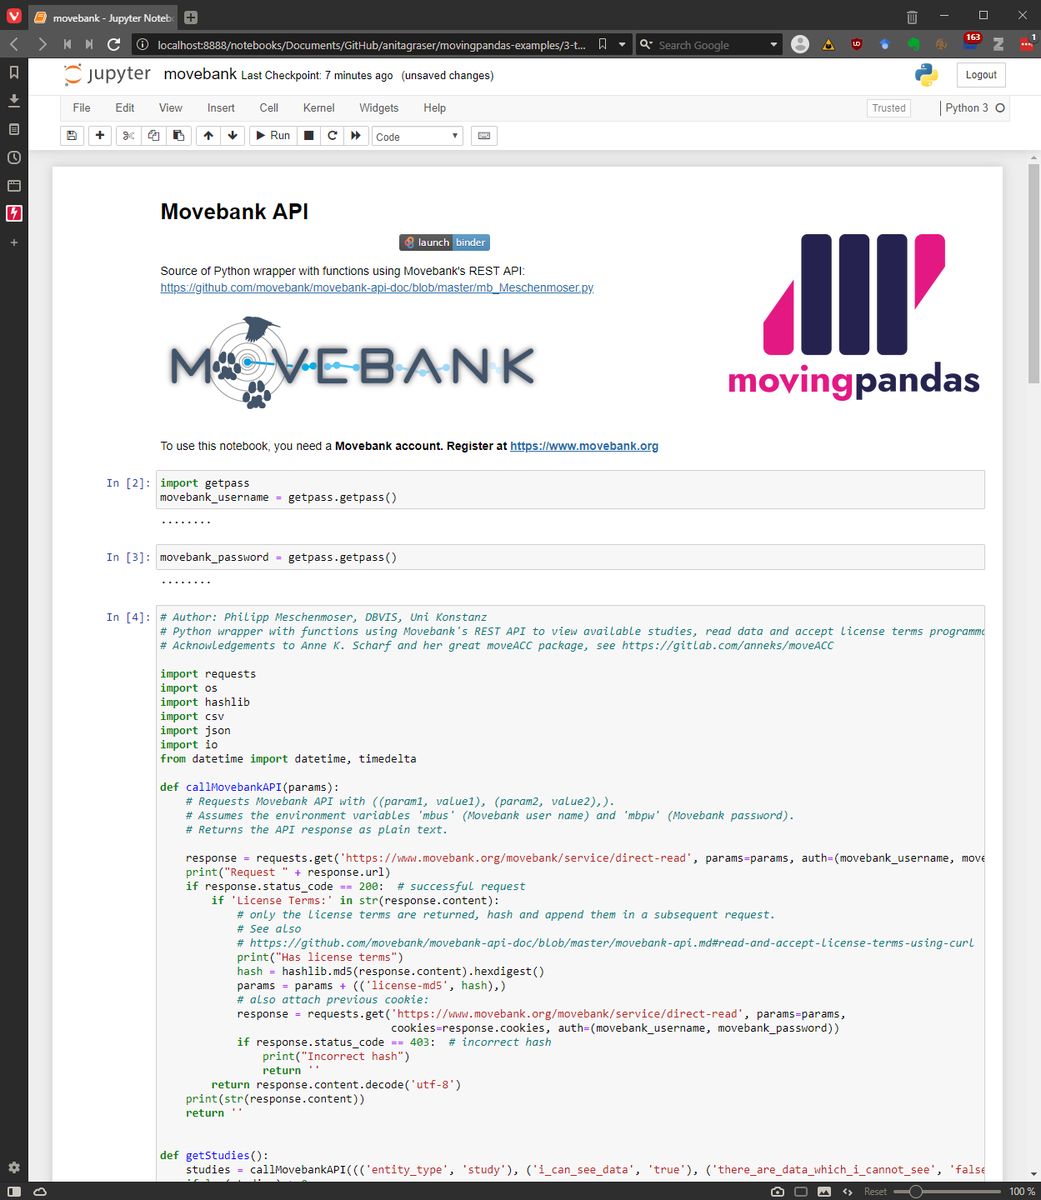 movebank - Jupyter Noteb
localhost:8888/notebooks/Documents/GitHub/anitagraser/movingpandas-examples/3-t...
Search Google
163
1
jupyter movebank Last Checkpoint: 7 minutes ago (unsaved changes)
Logout
File Edit View Insert Cell Kernel Widgets Help
Trusted
Python 3
Run
Code
Movebank API
launch binder
Source of Python wrapper with functions using Movebank's REST API:
https://github.com/movebank/movebank-api-doc/blob/master/mb_Meschenmoser.py
MOVEBANK
movingpandas
To use this notebook, you need a Movebank account. Register at https://www.movebank.org
In [2]: import getpass
movebank_username = getpass.getpass()
········
In [3]: movebank_password = getpass.getpass()
········
In [4]: # Author: Philipp Meschenmoser, DBVIS, Uni Konstanz
# Python wrapper with functions using Movebank's REST API to view available studies, read data and accept license terms programma
# Acknowledgements to Anne K. Scharf and her great moveACC package, see https://gitlab.com/anneks/moveACC
import requests
import os
import hashlib
import csv
import json
import io
from datetime import datetime, timedelta
def callMovebankAPI(params):
# Requests Movebank API with ((param1, value1), (param2, value2),).
# Assumes the environment variables 'mbus' (Movebank user name) and 'mbpw' (Movebank password).
# Returns the API response as plain text.
response = requests.get('https://www.movebank.org/movebank/service/direct-read', params=params, auth=(movebank_username, move
print("Request " + response.url)
if response.status_code == 200:  # successful request
if 'License Terms:' in str(response.content):
# only the license terms are returned, hash and append them in a subsequent request.
# See also
# https://github.com/movebank/movebank-api-doc/blob/master/movebank-api.md#read-and-accept-license-terms-using-curl
print("Has license terms")
hash = hashlib.md5(response.content).hexdigest()
params = params + (('license-md5', hash),)
# also attach previous cookie:
response = requests.get('https://www.movebank.org/movebank/service/direct-read', params=params,
cookies=response.cookies, auth=(movebank_username, movebank_password))
if response.status_code == 403:  # incorrect hash
print("Incorrect hash")
return ''
return response.content.decode('utf-8')
print(str(response.content))
return ''
def getStudies():
studies = callMovebankAPI((('entity_type', 'study'), ('i_can_see_data', 'true'), ('there_are_data_which_i_cannot_see', 'false
Reset
100 %